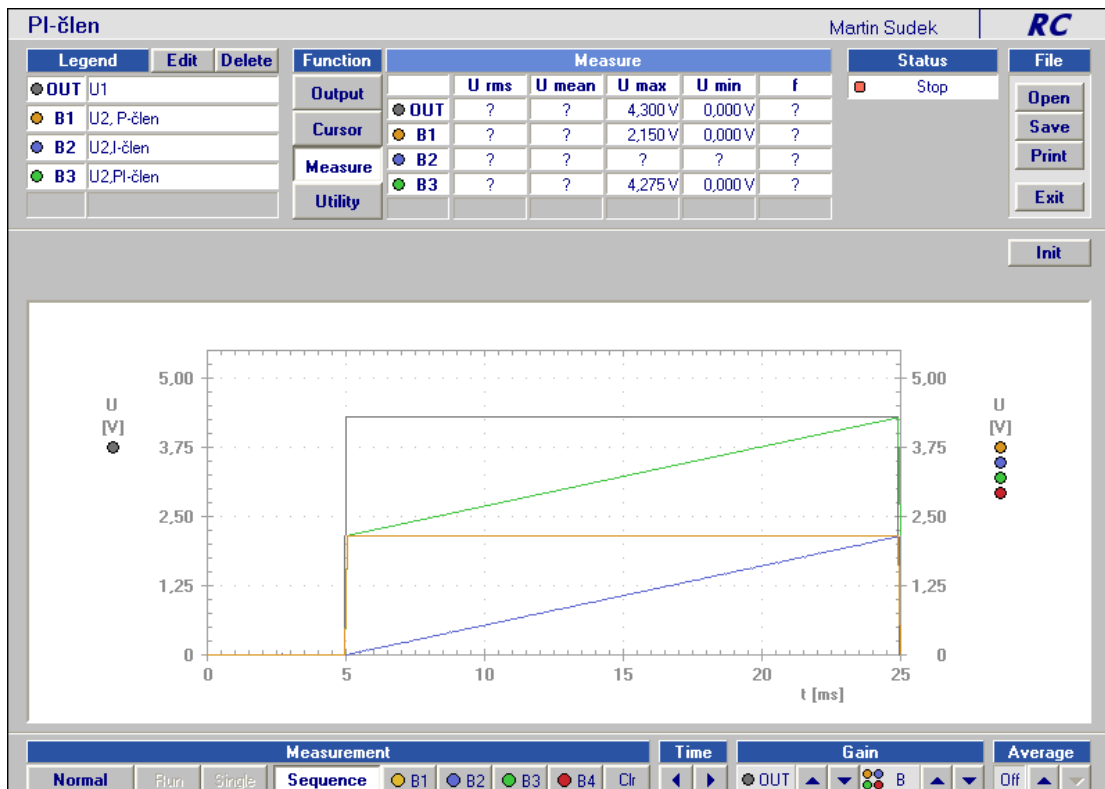 PI-člen Martin Sudek RC
Legend Edit Delete Function Measure Status File
OUT U1
B1 U2, P-člen
B2 U2,I-člen
B3 U2,PI-člen
Output
Cursor
Measure
Utility
U rms U mean U max U min f
OUT ? ? 4,300 V 0,000 V ?
B1 ? ? 2,150 V 0,000 V ?
B2 ? ? ? ? ?
B3 ? ? 4,275 V 0,000 V ?
Stop
Open
Save
Print
Exit
Init
U
[V]
5,00
3,75
2,50
1,25
0
5,00
3,75
2,50
1,25
0
U
[V]
0 5 10 15 20 25
t [ms]
Measurement Time Gain Average
Normal Run Single Sequence B1 B2 B3 B4 Clr OUT B Off